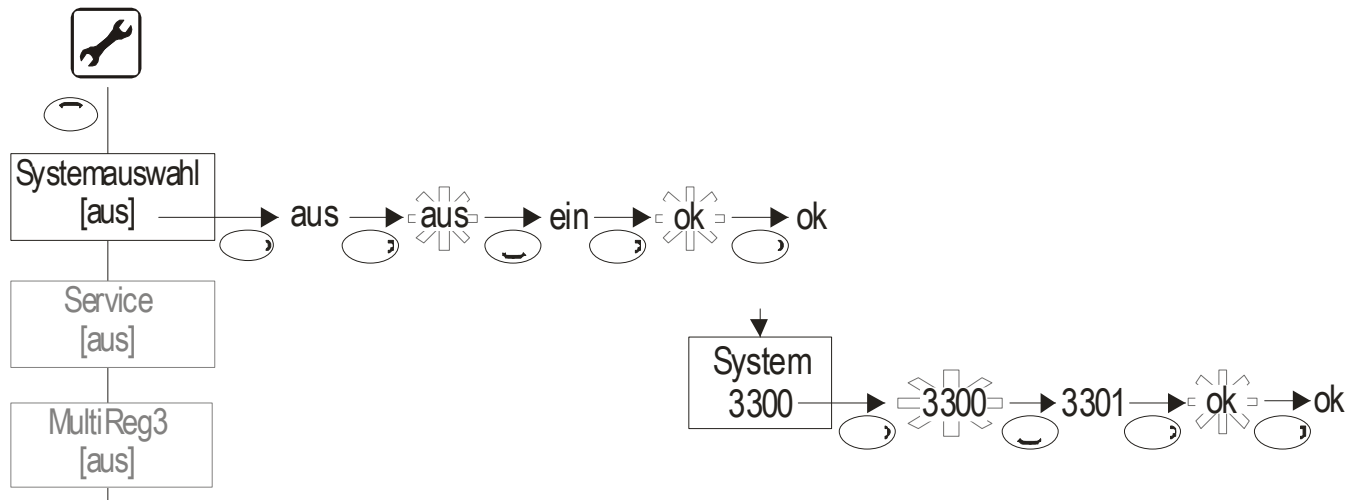 Systemauswahl
[aus]
aus aus ein ok ok
Service
[aus]
System
3300 3300 3301 ok ok
MultiReg3
[aus]